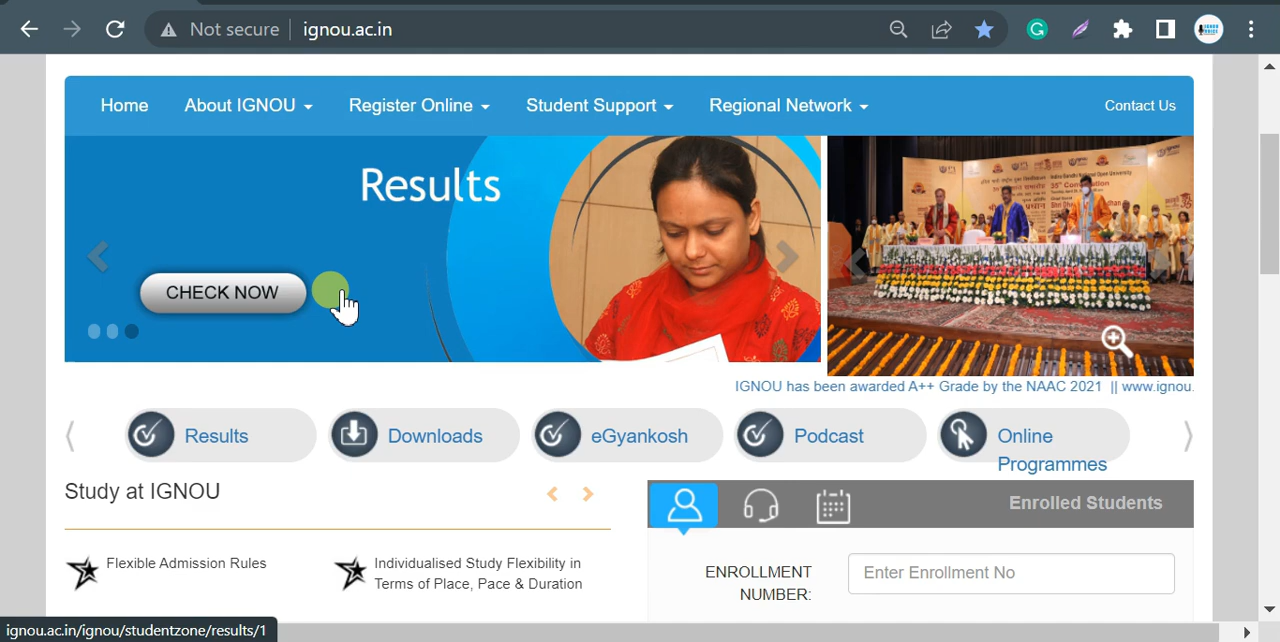 Not secure
ignou.ac.in
Home
About IGNOU
Register Online
Student Support
Regional Network
Contact Us
Results
CHECK NOW
35th Convocation
IGNOU has been awarded A++ Grade by the NAAC 2021 || www.ignou.
Results
Downloads
eGyankosh
Podcast
Online
Programmes
Study at IGNOU
Enrolled Students
Flexible Admission Rules
Individualised Study Flexibility in
Terms of Place, Pace & Duration
ENROLLMENT
NUMBER:
Enter Enrollment No
ignou.ac.in/ignou/studentzone/results/1